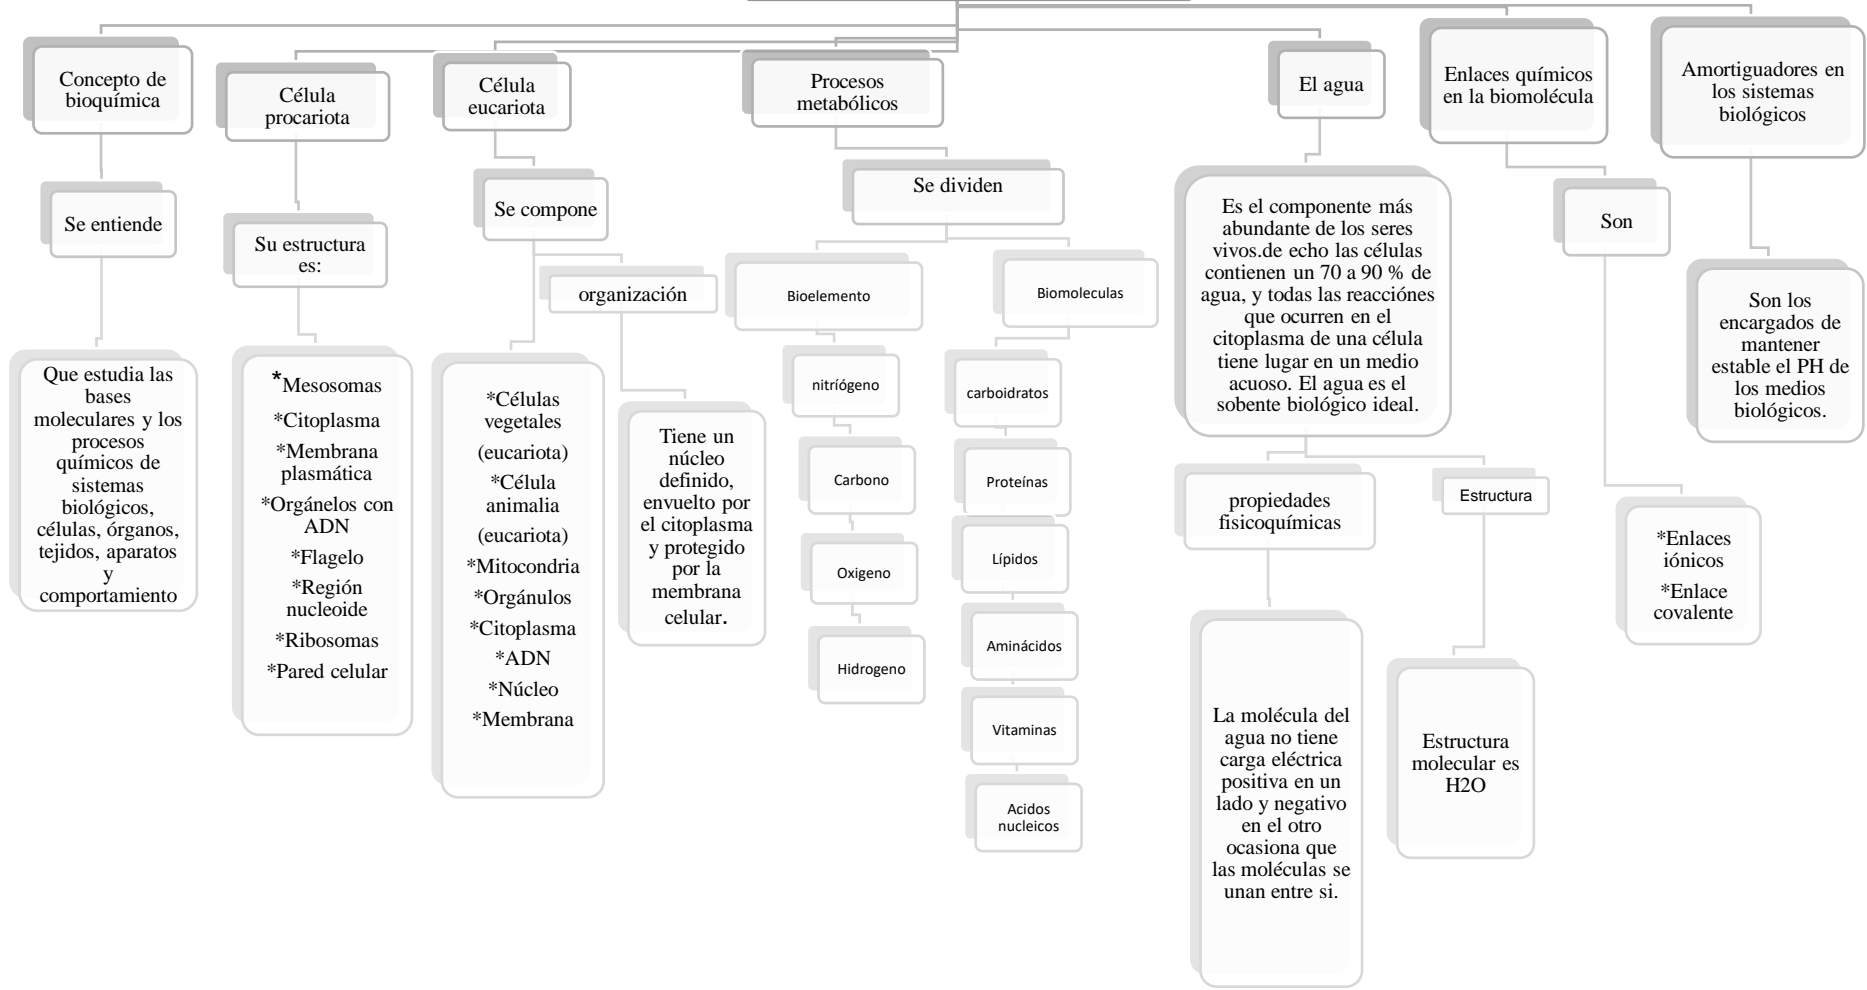 Concepto de
bioquímica
Se entiende
Que estudia las
bases
moleculares y los
procesos
químicos de
sistemas
biológicos,
células, órganos,
tejidos, aparatos
y
comportamiento
Célula
procariota
Su estructura
es:
*Mesosomas
*Citoplasma
*Membrana
plasmática
*Orgánelos con
ADN
*Flagelo
*Región
nucleoide
*Ribosomas
*Pared celular
Célula
eucariota
Se compone
organización
*Células
vegetales
(eucariota)
*Célula
animalia
(eucariota)
*Mitocondria
*Orgánulos
*Citoplasma
*ADN
*Núcleo
*Membrana
Tiene un
núcleo
definido,
envuelto por
el citoplasma
y protegido
por la
membrana
celular.
Procesos
metabólicos
Se dividen
Bioelemento
nitríógeno
Carbono
Oxigeno
Hidrogeno
Biomoleculas
carboidratos
Proteínas
Lípidos
Aminácidos
Vitaminas
Acidos
nucleicos
El agua
Es el componente más
abundante de los seres
vivos.de echo las células
contienen un 70 a 90 % de
agua, y todas las reacciónes
que ocurren en el
citoplasma de una célula
tiene lugar en un medio
acuoso. El agua es el
sobente biológico ideal.
propiedades
fisicoquímicas
La molécula del
agua no tiene
carga eléctrica
positiva en un
lado y negativo
en el otro
ocasiona que
las moléculas se
unan entre si.
Estructura
Estructura
molecular es
H2O
Enlaces químicos
en la biomolécula
Son
*Enlaces
iónicos
*Enlace
covalente
Amortiguadores en
los sistemas
biológicos
Son los
encargados de
mantener
estable el PH de
los medios
biológicos.